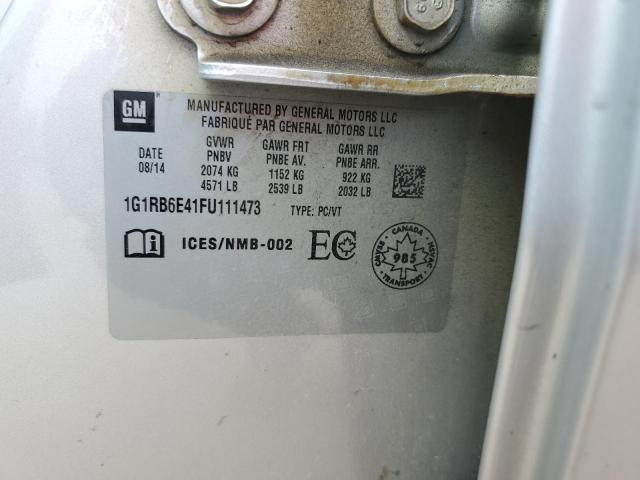 GM
MANUFACTURED BY GENERAL MOTORS LLC
FABRIQUÉ PAR GENERAL MOTORS LLC
GVWR GAWR FRT GAWR RR
DATE PNBV PNBE AV. PNBE ARR.
08/14 2074 KG 1152 KG 922 KG
4571 LB 2539 LB 2032 LB
1G1RB6E41FU111473 TYPE: PC/VT
ICES/NMB-002 EC
CANADA
CMVSS 985 NSVAC
TRANSPORT